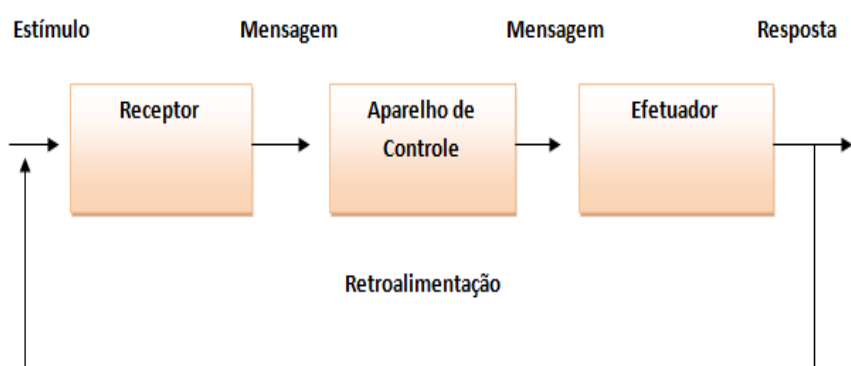 Estímulo
Mensagem
Mensagem
Resposta
Receptor
Aparelho de
Controle
Efetuador
Retroalimentação